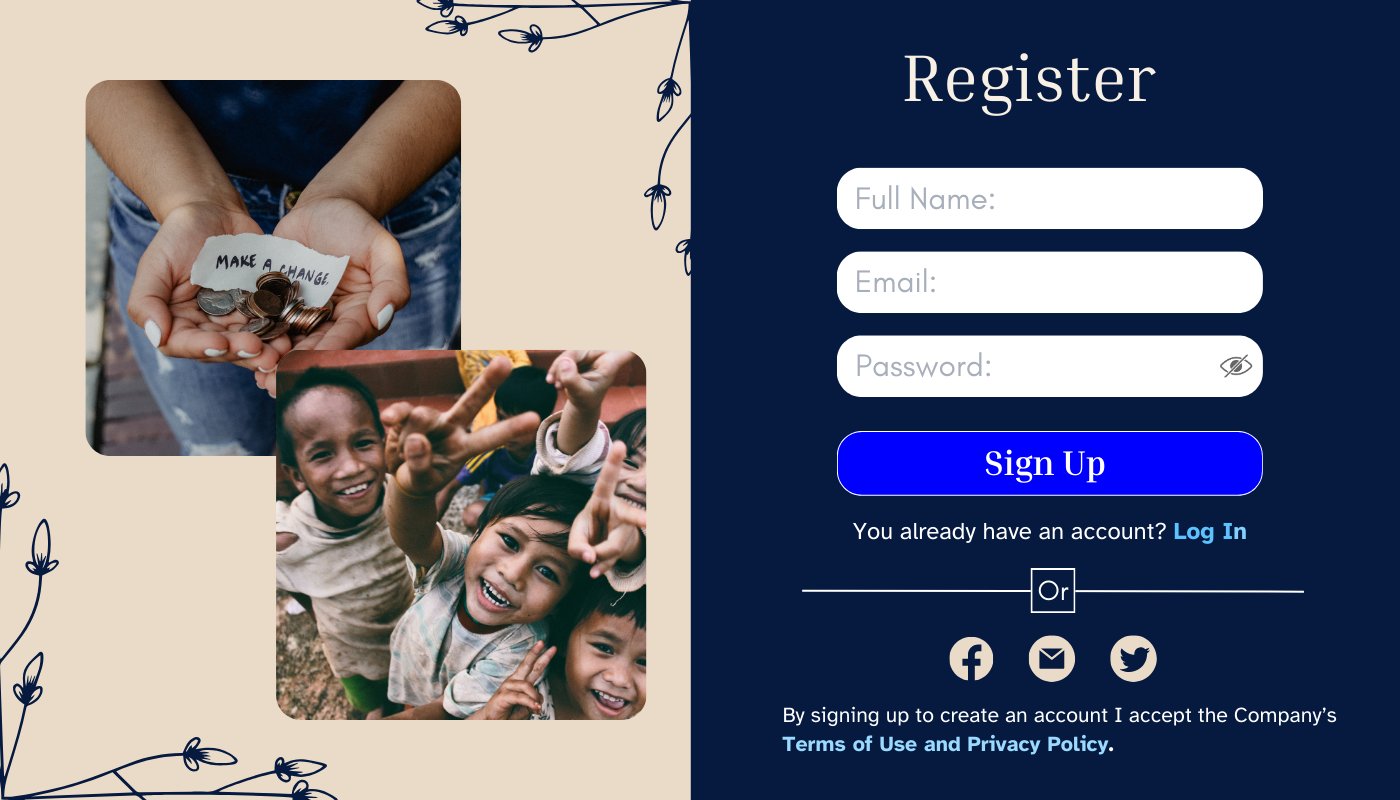 MAKE A CHANGE
Register
Full Name:
Email:
Password:
Sign Up
You already have an account? Log In
Or
By signing up to create an account I accept the Company’s
Terms of Use and Privacy Policy.